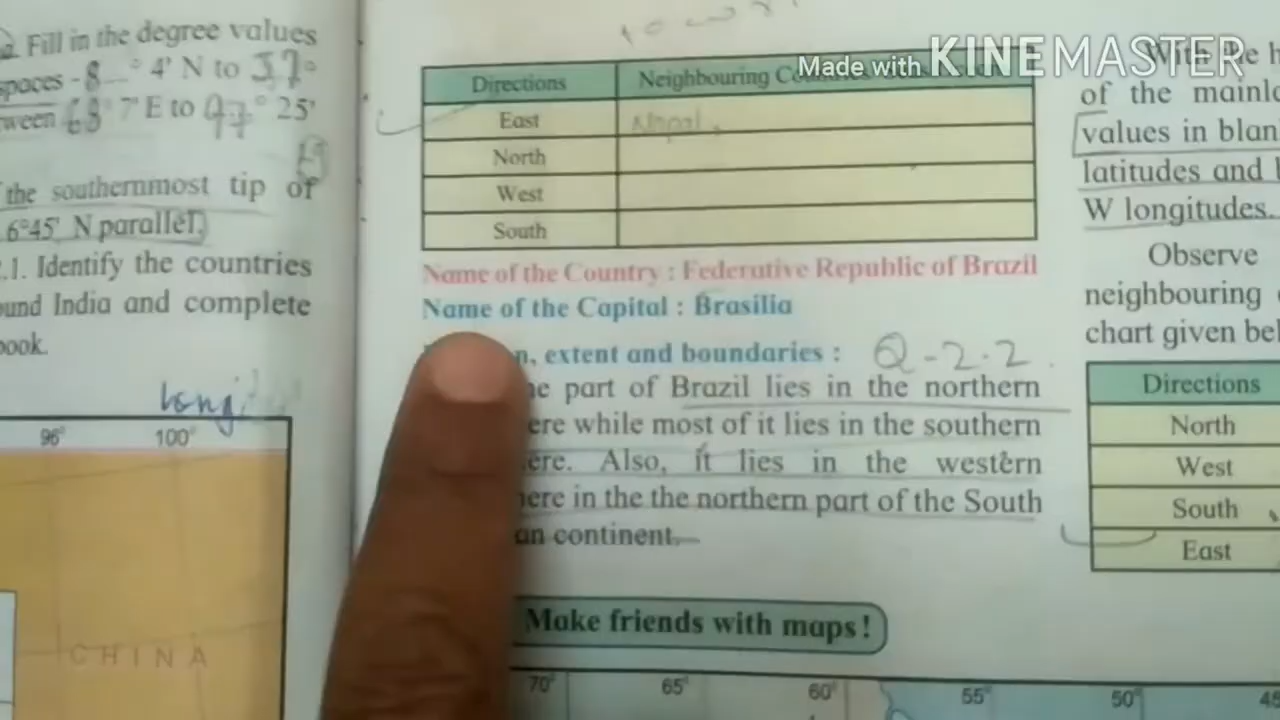 Fill in the degree values
spaces - 8 ° 4' N to 37°
68° 7' E to 97° 25'
the southernmost tip of
6°45' N parallel.
.1. Identify the countries
und India and complete
book.
96° 100°
CHINA
Made with KINEMASTER
Directions Neighbouring
East Nepal,
North
West
South
Name of the Country : Federative Republic of Brazil
Name of the Capital : Brasilia
extent and boundaries : Q-2.2
part of Brazil lies in the northern
ere while most of it lies in the southern
ere. Also, it lies in the western
here in the the northern part of the South
an continent.
Make friends with maps!
70° 65° 60° 55° 50° 45
With the h
of the mainla
values in blan
latitudes and
W longitudes.
Observe
neighbouring
chart given bel
Directions
North
West
South
East